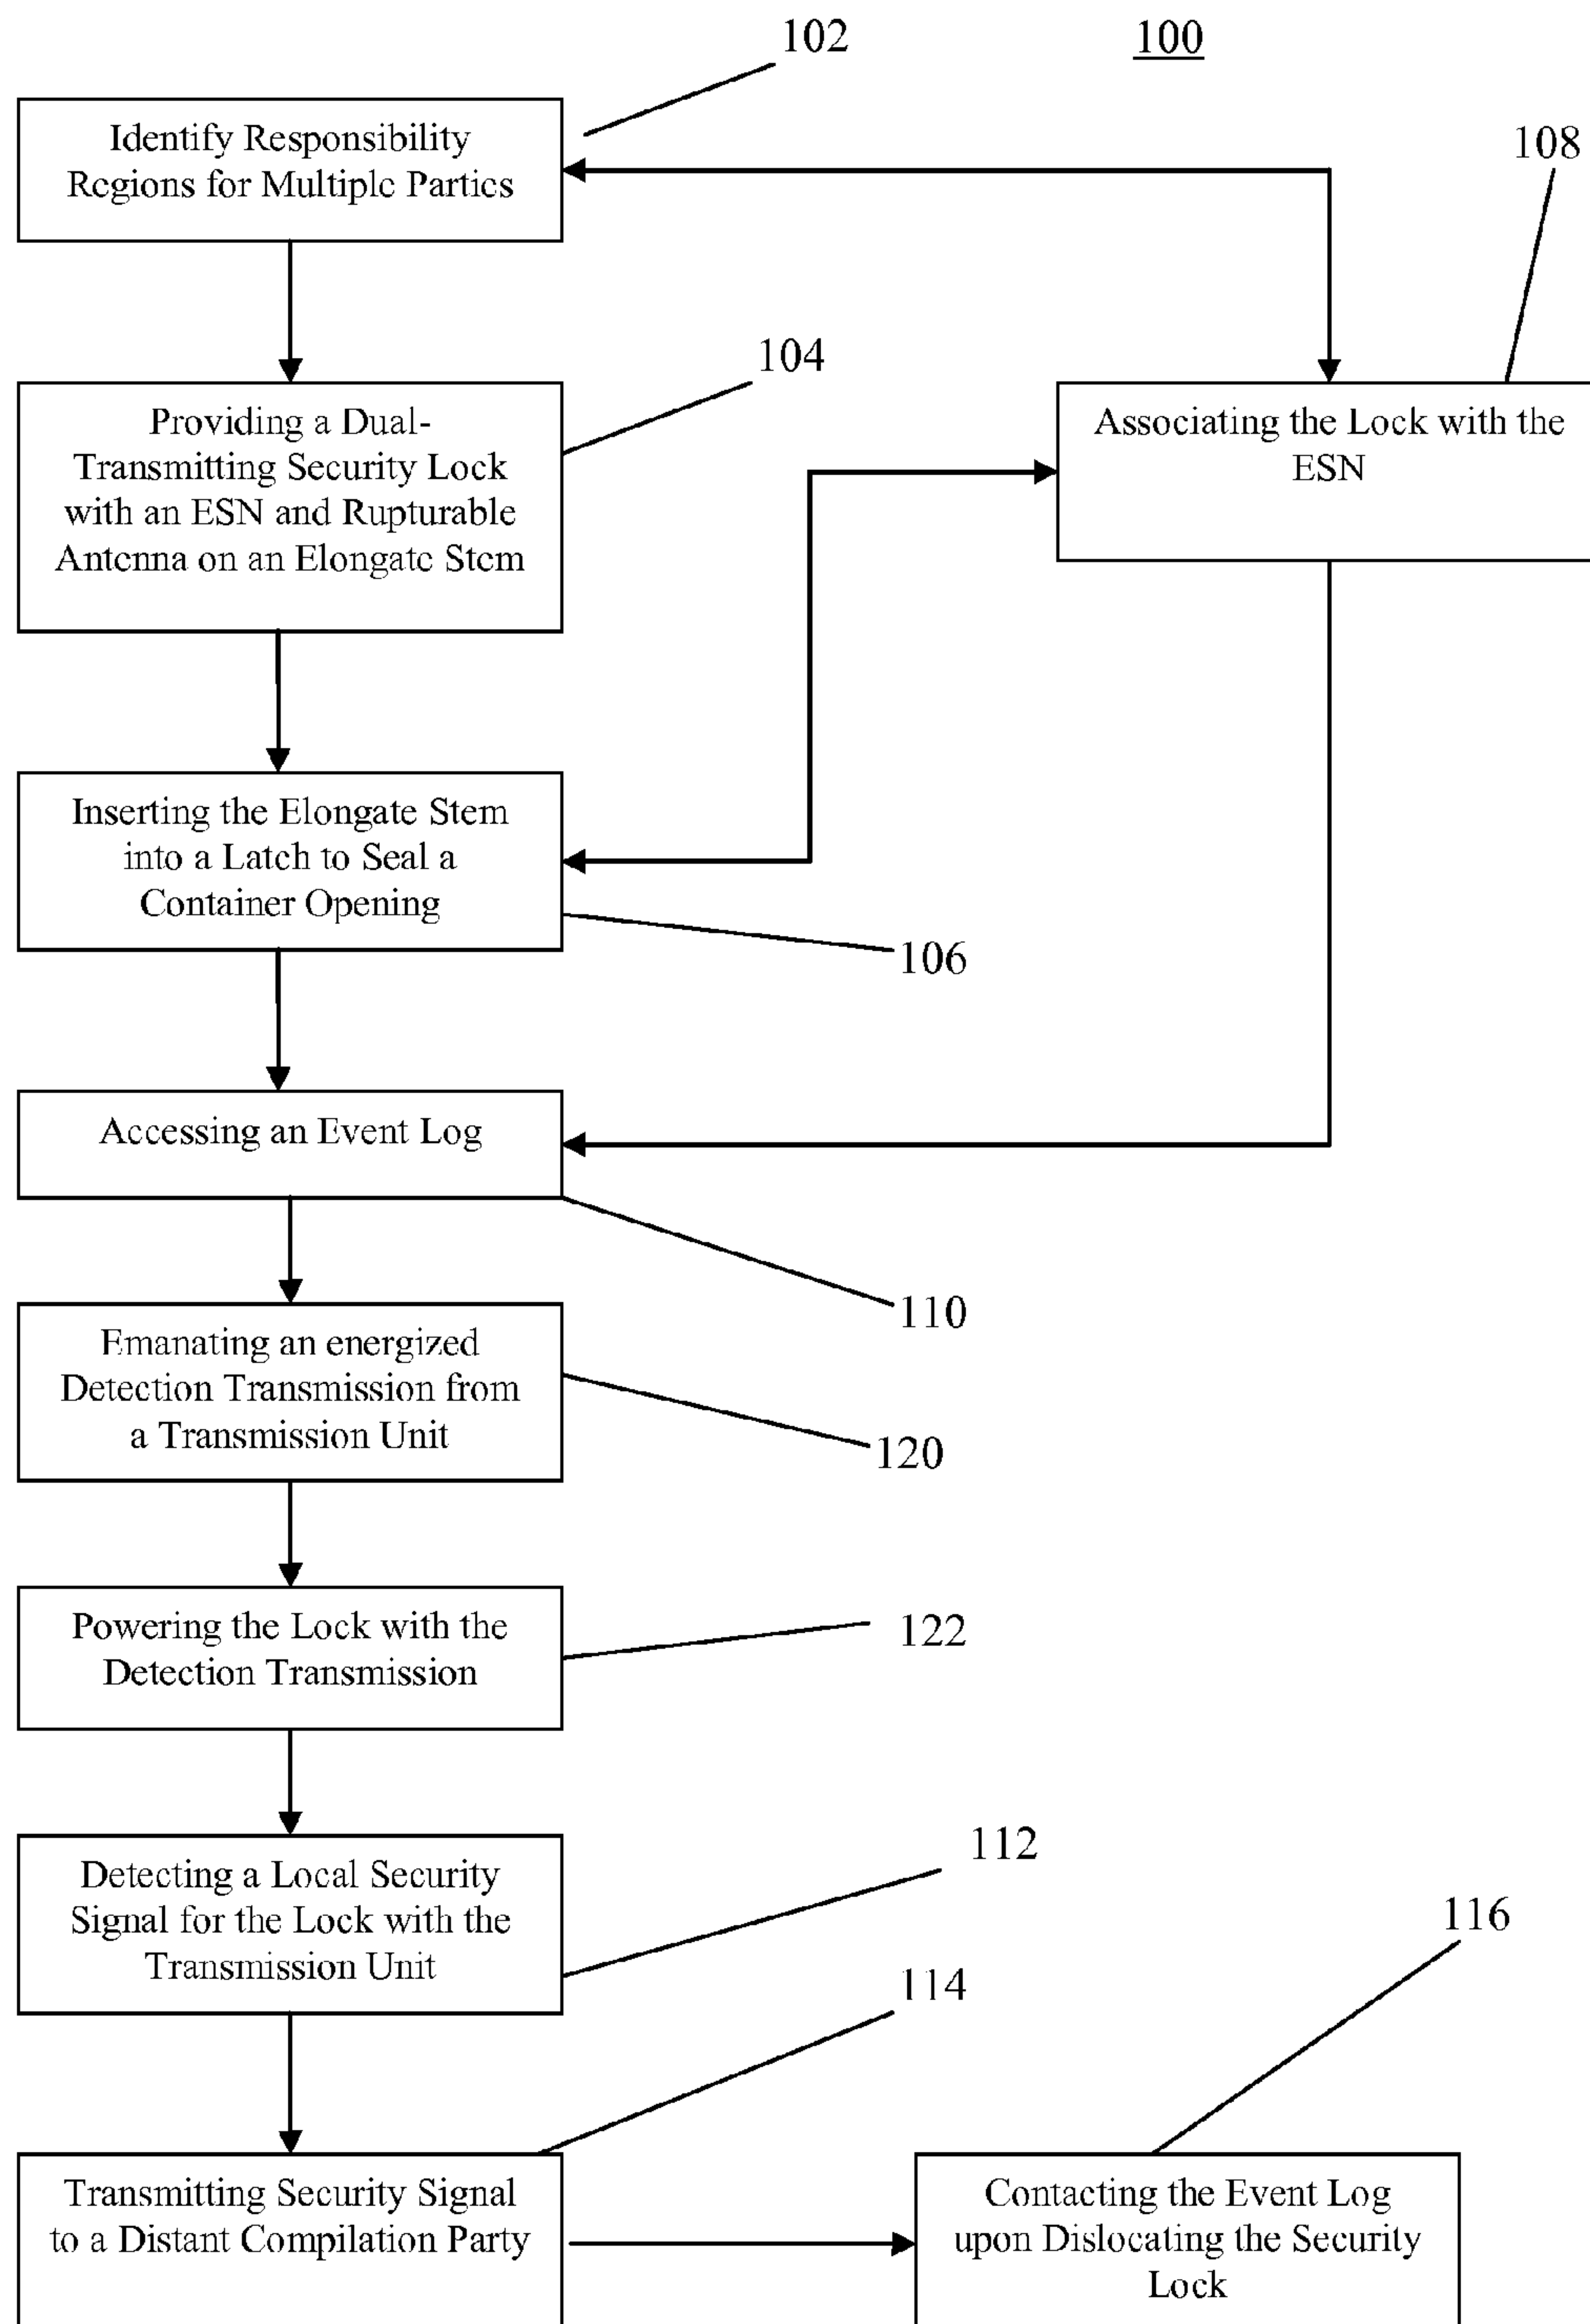 102
100
Identify Responsibility
Regions for Multiple Parties
108
104
Providing a Dual-
Transmitting Security Lock
with an ESN and Rupturable
Antenna on an Elongate Stem
Associating the Lock with the
ESN
Inserting the Elongate Stem
into a Latch to Seal a
Container Opening
106
Accessing an Event Log
110
Emanating an energized
Detection Transmission from
a Transmission Unit
120
Powering the Lock with the
Detection Transmission
122
112
Detecting a Local Security
Signal for the Lock with the
Transmission Unit
116
114
Transmitting Security Signal
to a Distant Compilation Party
Contacting the Event Log
upon Dislocating the Security
Lock